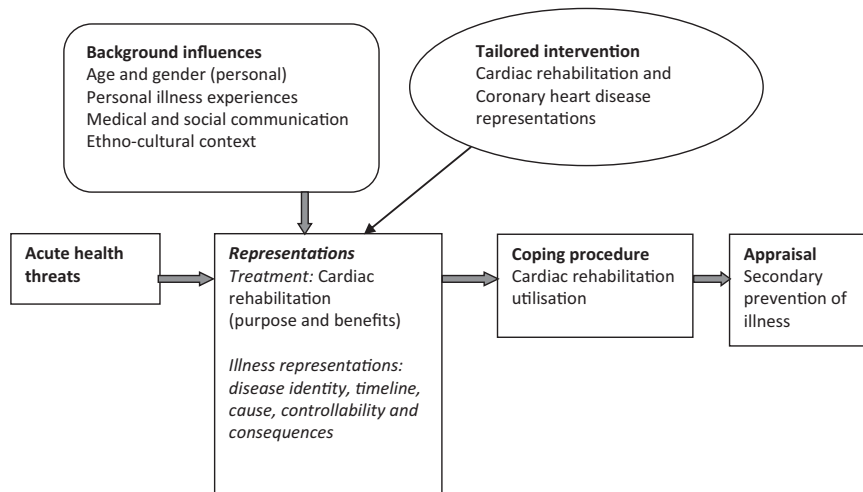 Background influences
Age and gender (personal)
Personal illness experiences
Medical and social communication
Ethno-cultural context
Tailored intervention
Cardiac rehabilitation and
Coronary heart disease
representations
Acute health
threats
Representations
Treatment: Cardiac
rehabilitation
(purpose and benefits)
Illness representations:
disease identity, timeline,
cause, controllability and
consequences
Coping procedure
Cardiac rehabilitation
utilisation
Appraisal
Secondary
prevention of
illness